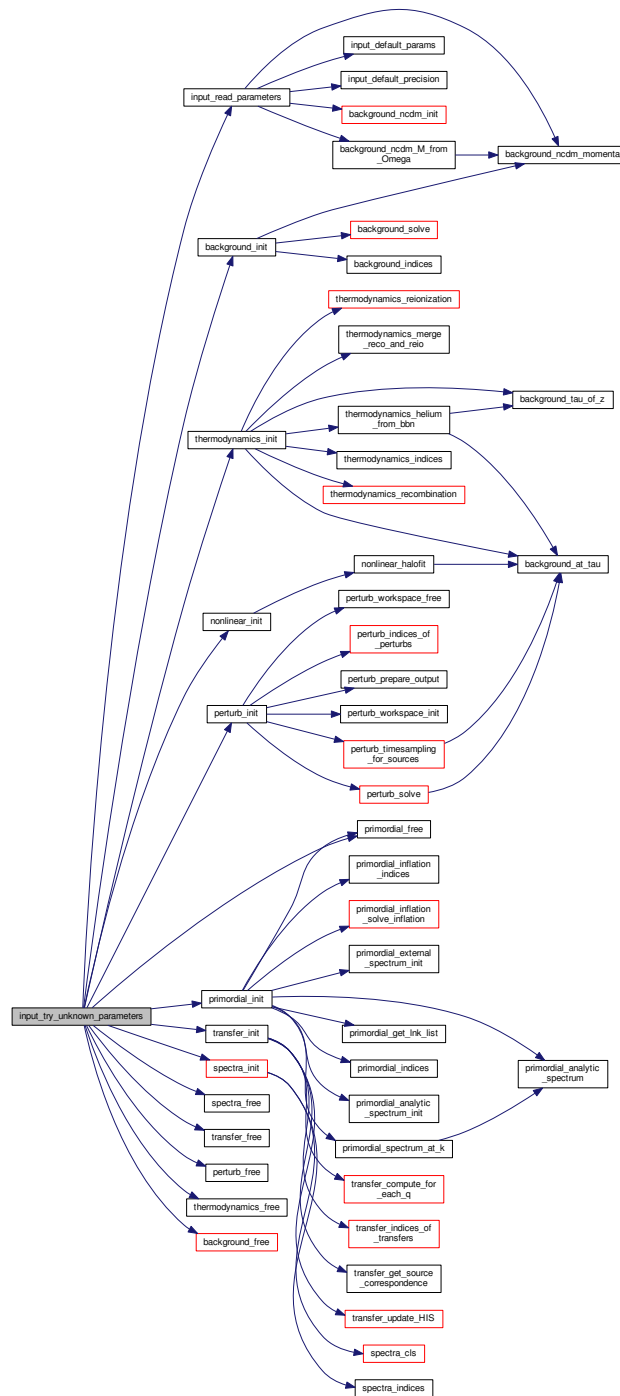 input_default_params
input_default_precision
input_read_parameters
background_ncdm_init
background_ncdm_M_from
_Omega
background_ncdm_momenta
background_solve
background_init
background_indices
thermodynamics_reionization
thermodynamics_merge
_reco_and_reio
background_tau_of_z
thermodynamics_helium
_from_bbn
thermodynamics_init
thermodynamics_indices
thermodynamics_recombination
nonlinear_halofit
background_at_tau
perturb_workspace_free
nonlinear_init
perturb_indices_of
_perturbs
perturb_prepare_output
perturb_init
perturb_workspace_init
perturb_timesampling
_for_sources
perturb_solve
primordial_free
primordial_inflation
_indices
primordial_inflation
_solve_inflation
primordial_external
_spectrum_init
primordial_init
input_try_unknown_parameters
transfer_init
primordial_get_lnk_list
spectra_init
primordial_indices
primordial_analytic
_spectrum
spectra_free
primordial_analytic
_spectrum_init
transfer_free
primordial_spectrum_at_k
perturb_free
transfer_compute_for
_each_q
thermodynamics_free
transfer_indices_of
_transfers
background_free
transfer_get_source
_correspondence
transfer_update_HIS
spectra_cls
spectra_indices